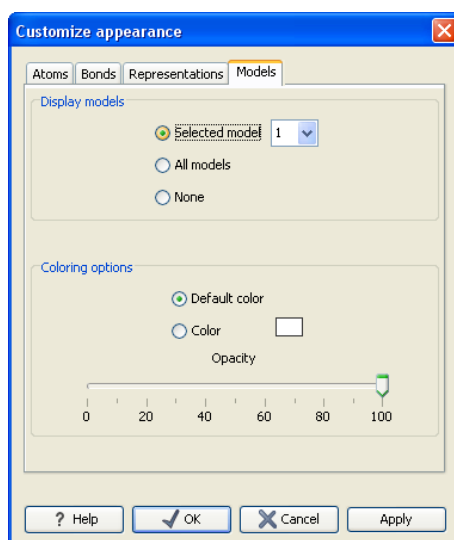 Customize appearance
Atoms Bonds Representations Models
Display models
Selected model 1
All models
None
Coloring options
Default color
Color
Opacity
0 20 40 60 80 100
? Help OK Cancel Apply